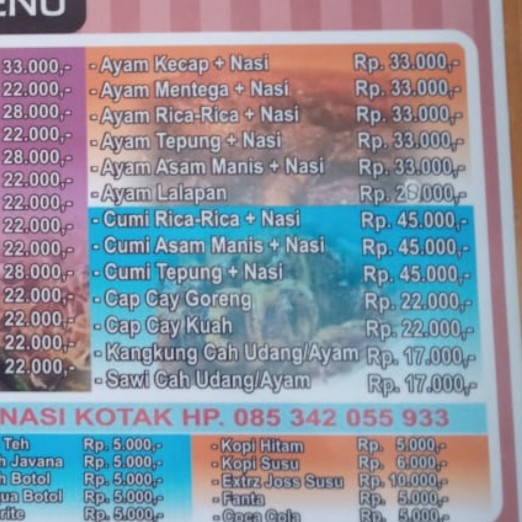 ENU
33.000,- - Ayam Kecap + Nasi Rp. 33.000,-
22.000,- - Ayam Mentega + Nasi Rp. 33.000,-
28.000,- - Ayam Rica-Rica + Nasi Rp. 33.000,-
22.000,- - Ayam Tepung + Nasi Rp. 33.000,-
28.000,- - Ayam Asam Manis + Nasi Rp. 33.000,-
22.000,- - Ayam Lalapan Rp. 28.000,-
22.000,- - Cumi Rica-Rica + Nasi Rp. 45.000,-
22.000,- - Cumi Asam Manis + Nasi Rp. 45.000,-
28.000,- - Cumi Tepung + Nasi Rp. 45.000,-
22.000,- - Cap Cay Goreng Rp. 22.000,-
22.000,- - Cap Cay Kuah Rp. 22.000,-
22.000,- - Kangkung Cah Udang/Ayam Rp. 17.000,-
22.000,- - Sawi Cah Udang/Ayam Rp. 17.000,-
NASI KOTAK HP. 085 342 055 933
Teh Rp. 5.000,- - Kopi Hitam Rp. 5.000,-
h Javana Rp. 5.000,- - Kopi Susu Rp. 6.000,-
h Botol Rp. 5.000,- - Extrz Joss Susu Rp. 10.000,-
ua Botol Rp. 5.000,- - Fanta Rp. 5.000,-
rite Rp. 5.000,- - Coca Cola Rp. 5.000,-